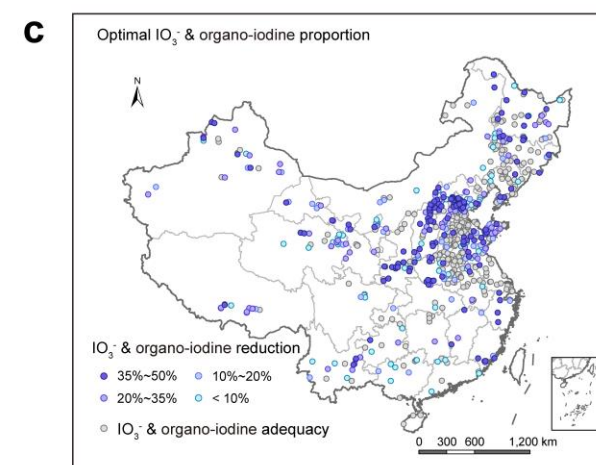 c
Optimal IO₃⁻ & organo-iodine proportion
N
IO₃⁻ & organo-iodine reduction
35%~50% 10%~20%
20%~35% < 10%
IO₃⁻ & organo-iodine adequacy
0 300 600 1,200 km